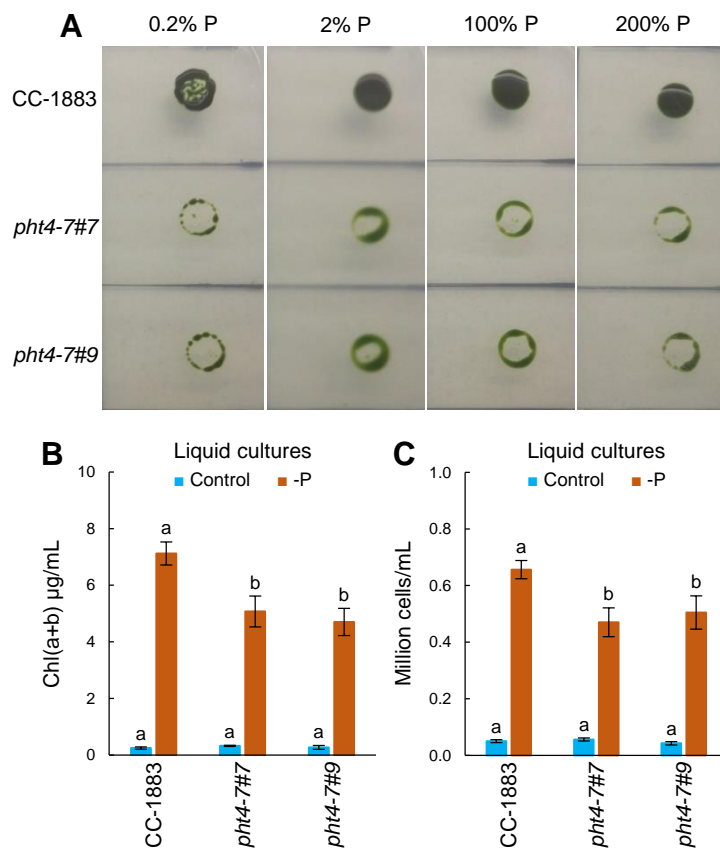 A
0.2% P 2% P 100% P 200% P
CC-1883
pht4-7#7
pht4-7#9
B
Liquid cultures
Control -P
Chl(a+b) µg/mL
10
8
6
4
2
0
a
a
a
b
a
b
CC-1883
pht4-7#7
pht4-7#9
C
Liquid cultures
Control -P
Million cells/mL
1.0
0.8
0.6
0.4
0.2
0.0
a
a
a
b
a
b
CC-1883
pht4-7#7
pht4-7#9